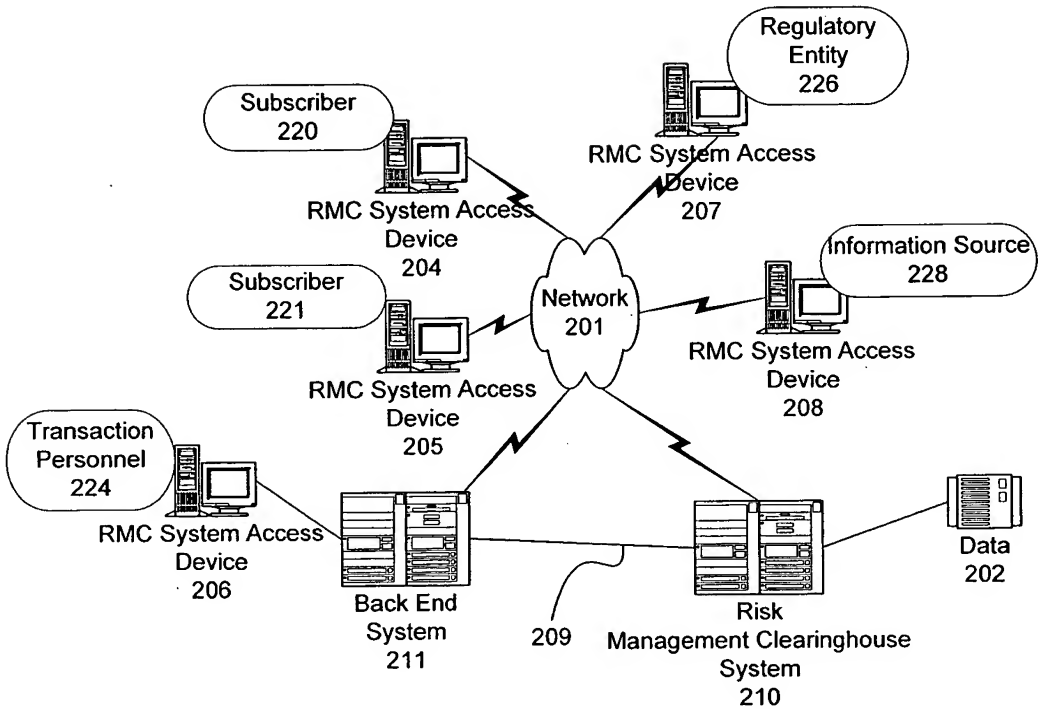 Regulatory
Entity
226
Subscriber
220
RMC System Access
Device
207
RMC System Access
Device
204
Information Source
228
Subscriber
221
Network
201
RMC System Access
Device
208
RMC System Access
Device
205
Transaction
Personnel
224
RMC System Access
Device
206
Data
202
Back End
System
211
209
Risk
Management Clearinghouse
System
210